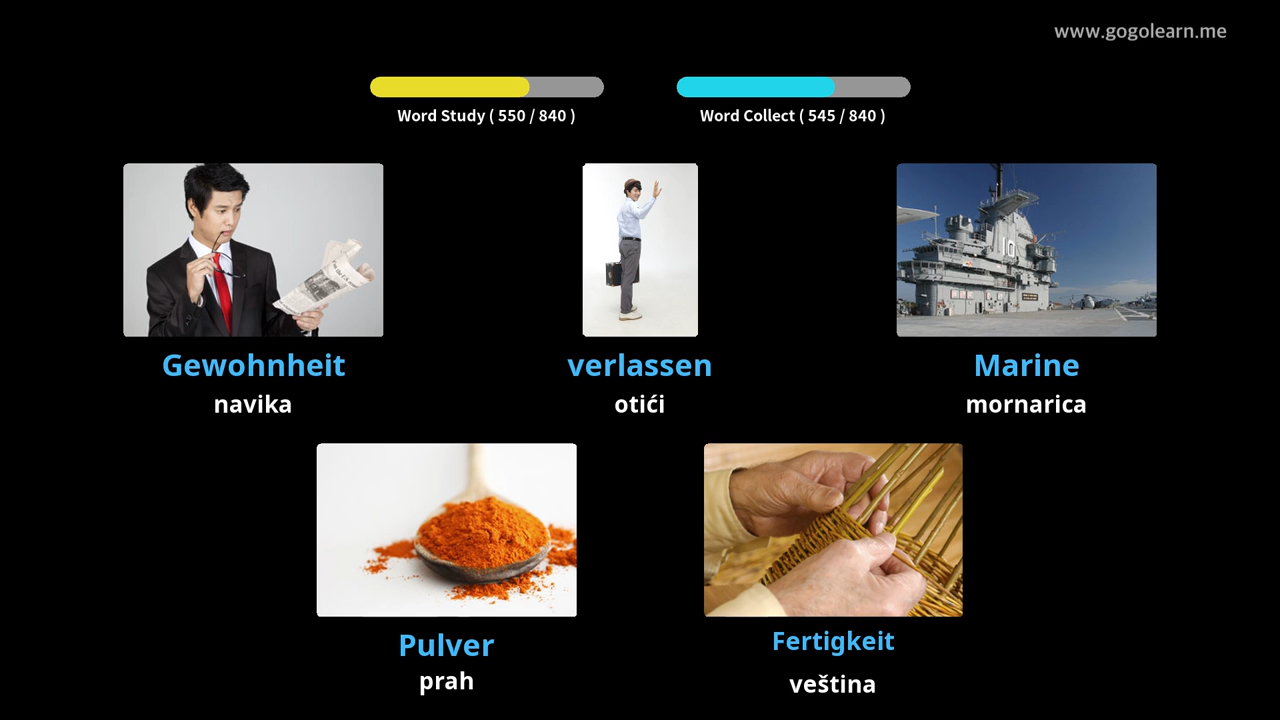 www.gogolearn.me
Word Study ( 550 / 840 )
Word Collect ( 545 / 840 )
16
Gewohnheit
navika
verlassen
otići
Marine
mornarica
Pulver
prah
Fertigkeit
veština